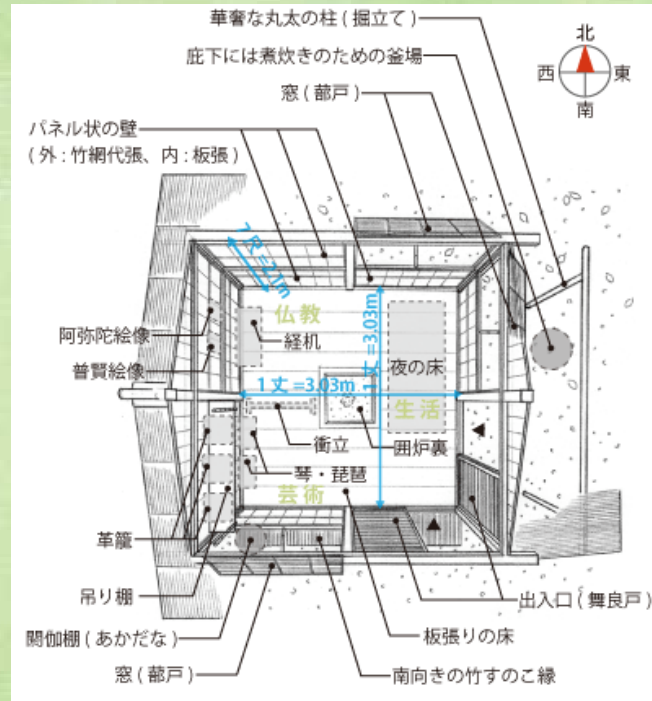 華奢な丸太の柱(掘立て)
庇下には煮炊きのための釜場
窓(蔀戸)
北
西
東
南
パネル状の壁
(外:竹網代張、内:板張)
7尺=2.1m
仏教
経机
阿弥陀絵像
普賢絵像
1丈=3.03m
1丈=3.03m
夜の床
生活
衝立
囲炉裏
琴・琵琶
芸術
革籠
吊り棚
出入口(舞良戸)
閼伽棚(あかだな)
板張りの床
窓(蔀戸)
南向きの竹すのこ縁